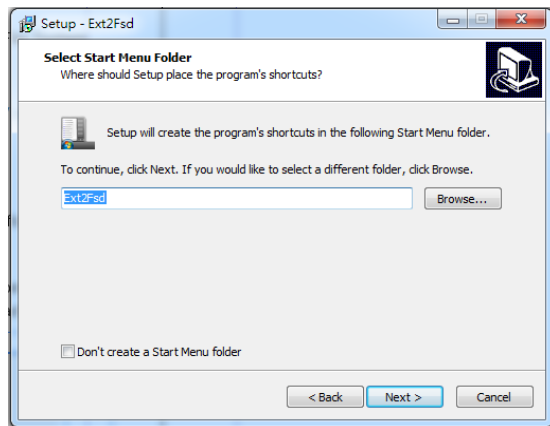 Setup - Ext2Fsd
Select Start Menu Folder
Where should Setup place the program's shortcuts?
Setup will create the program's shortcuts in the following Start Menu folder.
To continue, click Next. If you would like to select a different folder, click Browse.
Ext2Fsd
Browse...
Don't create a Start Menu folder
< Back
Next >
Cancel